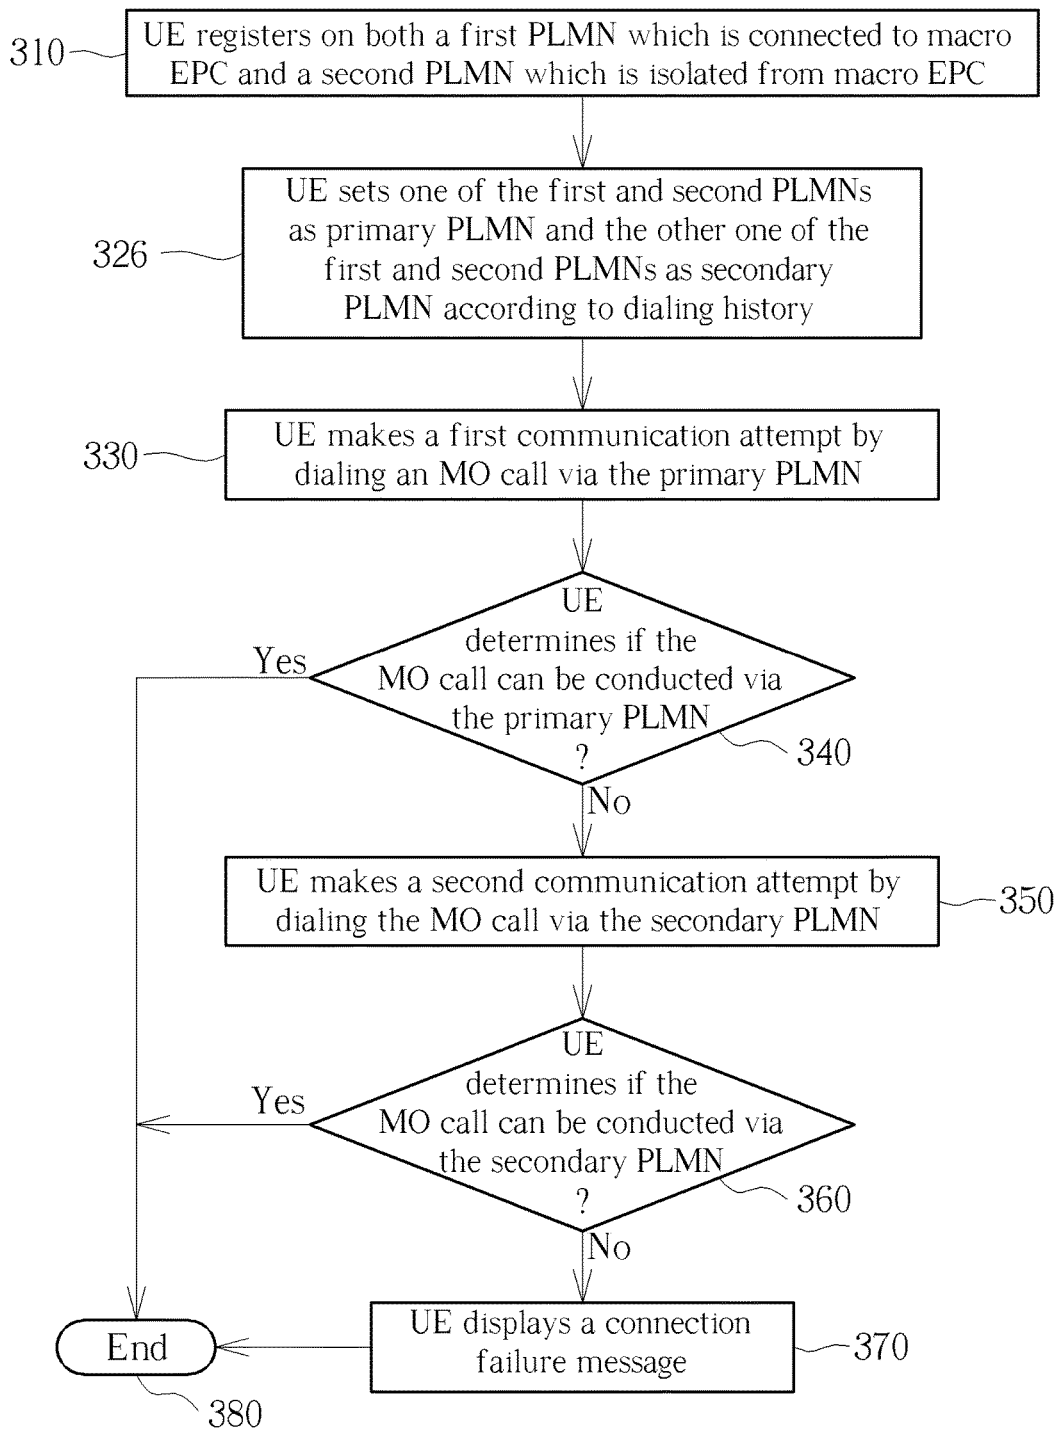 UE registers on both a first PLMN which is connected to macro
EPC and a second PLMN which is isolated from macro EPC
310
UE sets one of the first and second PLMNs
as primary PLMN and the other one of the
first and second PLMNs as secondary
PLMN according to dialing history
326
UE makes a first communication attempt by
dialing an MO call via the primary PLMN
330
UE
determines if the
MO call can be conducted via
the primary PLMN
?
Yes
340
No
UE makes a second communication attempt by
dialing the MO call via the secondary PLMN
350
UE
determines if the
MO call can be conducted via
the secondary PLMN
?
Yes
360
No
UE displays a connection
failure message
370
End
380